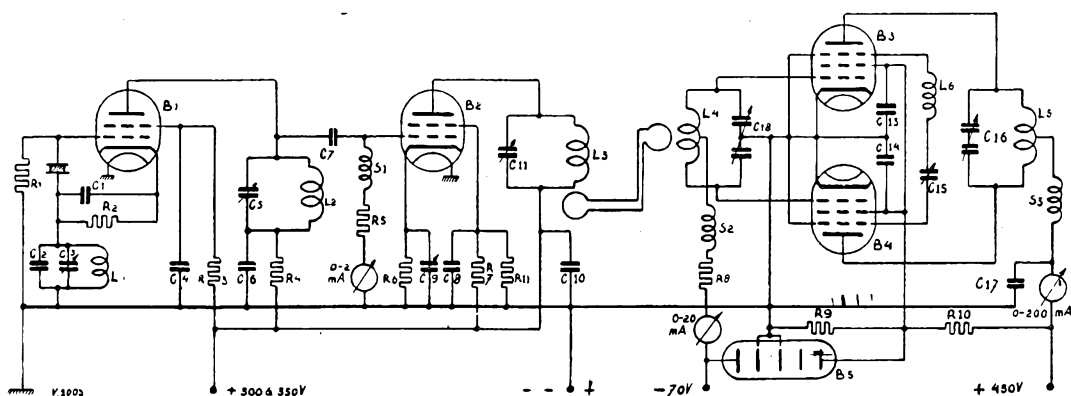 B1
R1
C1
R2
C2
C3
L1
C4
R3
C5
L2
C6
R4
C7
S1
R5
0-2
mA
B2
R6
C9
C8
R7
R11
C10
C11
L3
L4
C18
S2
R8
0-20
mA
B3
C13
C14
L6
C15
B4
C16
L5
S3
C17
0-200
mA
R9
R10
B5
+ 300 à 350V
- - - +
- 70V
+ 450V